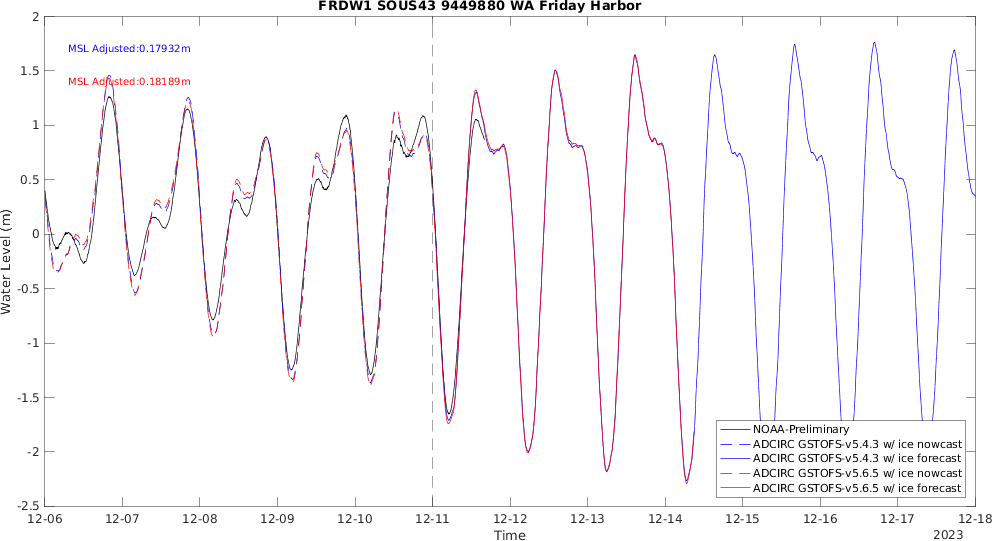 FRDW1 SOUS43 9449880 WA Friday Harbor
MSL Adjusted:0.17932m
MSL Adjusted:0.18189m
Water Level (m)
2
1.5
1
0.5
0
-0.5
-1
-1.5
-2
-2.5
NOAA-Preliminary
ADCIRC GSTOFS-v5.4.3 w/ ice nowcast
ADCIRC GSTOFS-v5.4.3 w/ ice forecast
ADCIRC GSTOFS-v5.6.5 w/ ice nowcast
ADCIRC GSTOFS-v5.6.5 w/ ice forecast
12-06 12-07 12-08 12-09 12-10 12-11 12-12 12-13 12-14 12-15 12-16 12-17 12-18
Time
2023